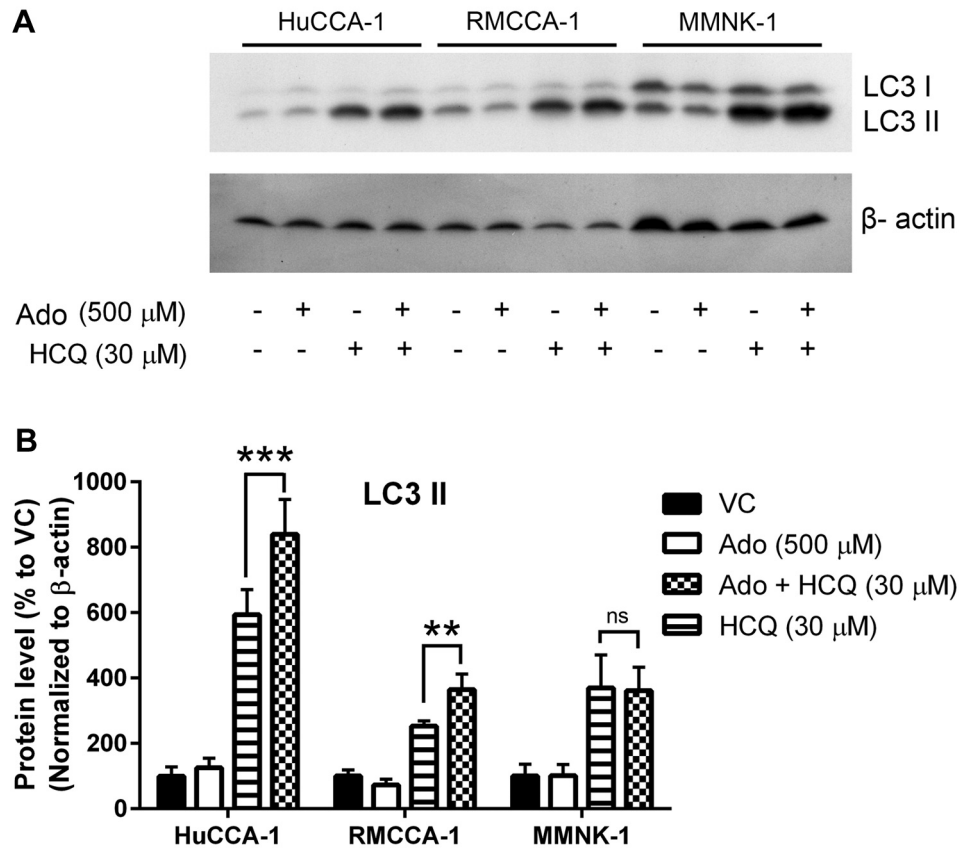 A
HuCCA-1 RMCCA-1 MMNK-1
LC3 I
LC3 II
β- actin
Ado (500 μM) - + - + - + - + - + - +
HCQ (30 μM) - - + + - - + + - - + +
B
LC3 II
Protein level (% to VC)
(Normalized to β-actin)
1000
800
600
400
200
0
***
**
ns
HuCCA-1 RMCCA-1 MMNK-1
VC
Ado (500 μM)
Ado + HCQ (30 μM)
HCQ (30 μM)